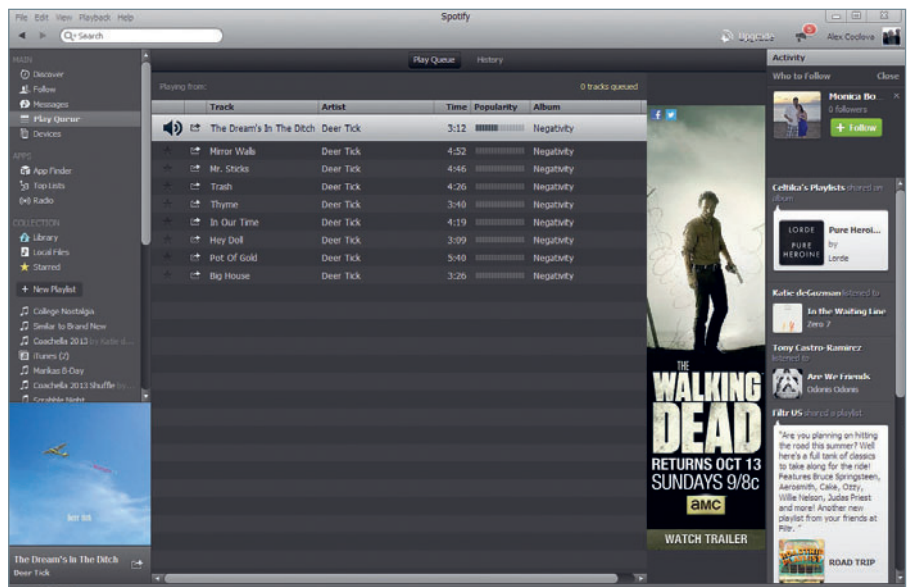 Spotify
File Edit View Playback Help
Search
5
Alex Coclova
MAIN
Discover
Follow
Messages
Play Queue
Devices
APPS
App Finder
Top Lists
Radio
COLLECTION
Library
Local Files
Starred
+ New Playlist
College Nostalgia
Similar to Brand New
Coachella 2013 by Katie d...
iTunes (2)
Marikas B-Day
Coachella 2013 Shuffle by
Scrabble Night
deer tick
The Dream's In The Ditch
Deer Tick
Play Queue History
Playing from: 0 tracks queued
Track Artist Time Popularity Album
The Dream's In The Ditch Deer Tick 3:12 Negativity
Mirror Walls Deer Tick 4:52 Negativity
Mr. Sticks Deer Tick 4:46 Negativity
Trash Deer Tick 4:26 Negativity
Thyme Deer Tick 3:40 Negativity
In Our Time Deer Tick 4:19 Negativity
Hey Doll Deer Tick 3:09 Negativity
Pot Of Gold Deer Tick 5:40 Negativity
Big House Deer Tick 3:26 Negativity
THE
WALKING
DEAD
RETURNS OCT 13
SUNDAYS 9/8c
aMC
WATCH TRAILER
Activity
Who to Follow Close
Monica Bo...
0 followers
+ Follow
Celtika's Playlists shared an
album
LORDE
PURE
HEROINE
Pure Heroi...
by
Lorde
Katie deGuzman listened to
In the Waiting Line
Zero 7
Tony Castro-Ramirez
listened to
Are We Friends
Odonis Odonis
Filtr US shared a playlist.
"Are you planning on hitting
the road this summer? Well
here's a full tank of classics
to take along for the ride!
Features Bruce Springsteen,
Aerosmith, Cake, Ozzy,
Willie Nelson, Judas Priest
and more! Another new
playlist from your friends at
Filtr. "
ROAD TRIP